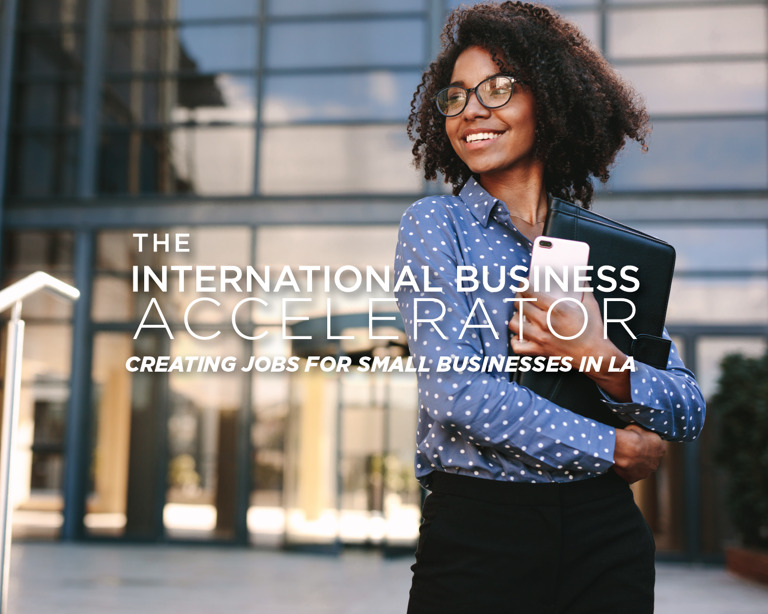 THE
INTERNATIONAL BUSINESS
ACCELERATOR
CREATING JOBS FOR SMALL BUSINESSES IN LA